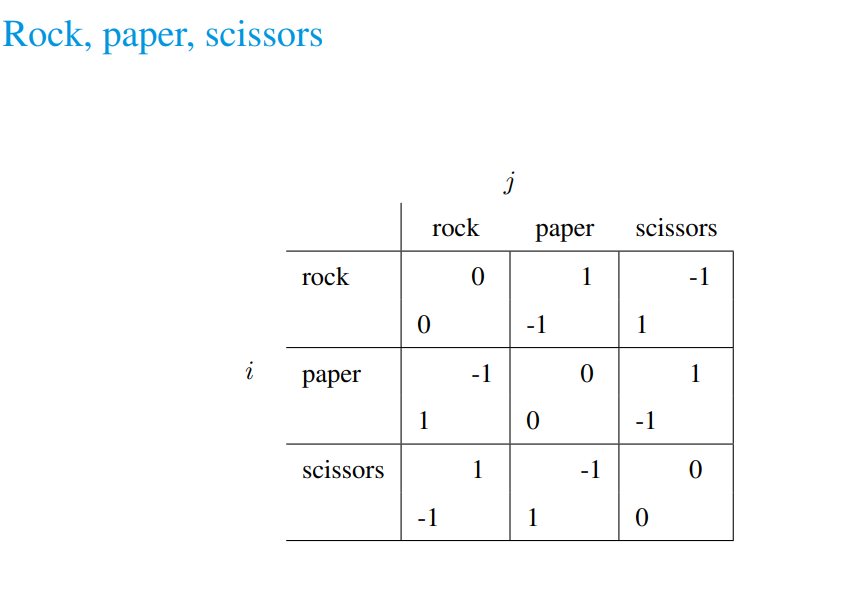 Rock, paper, scissors
j
rock paper scissors
rock 0 1 -1
0 -1 1
i paper -1 0 1
1 0 -1
scissors 1 -1 0
-1 1 0